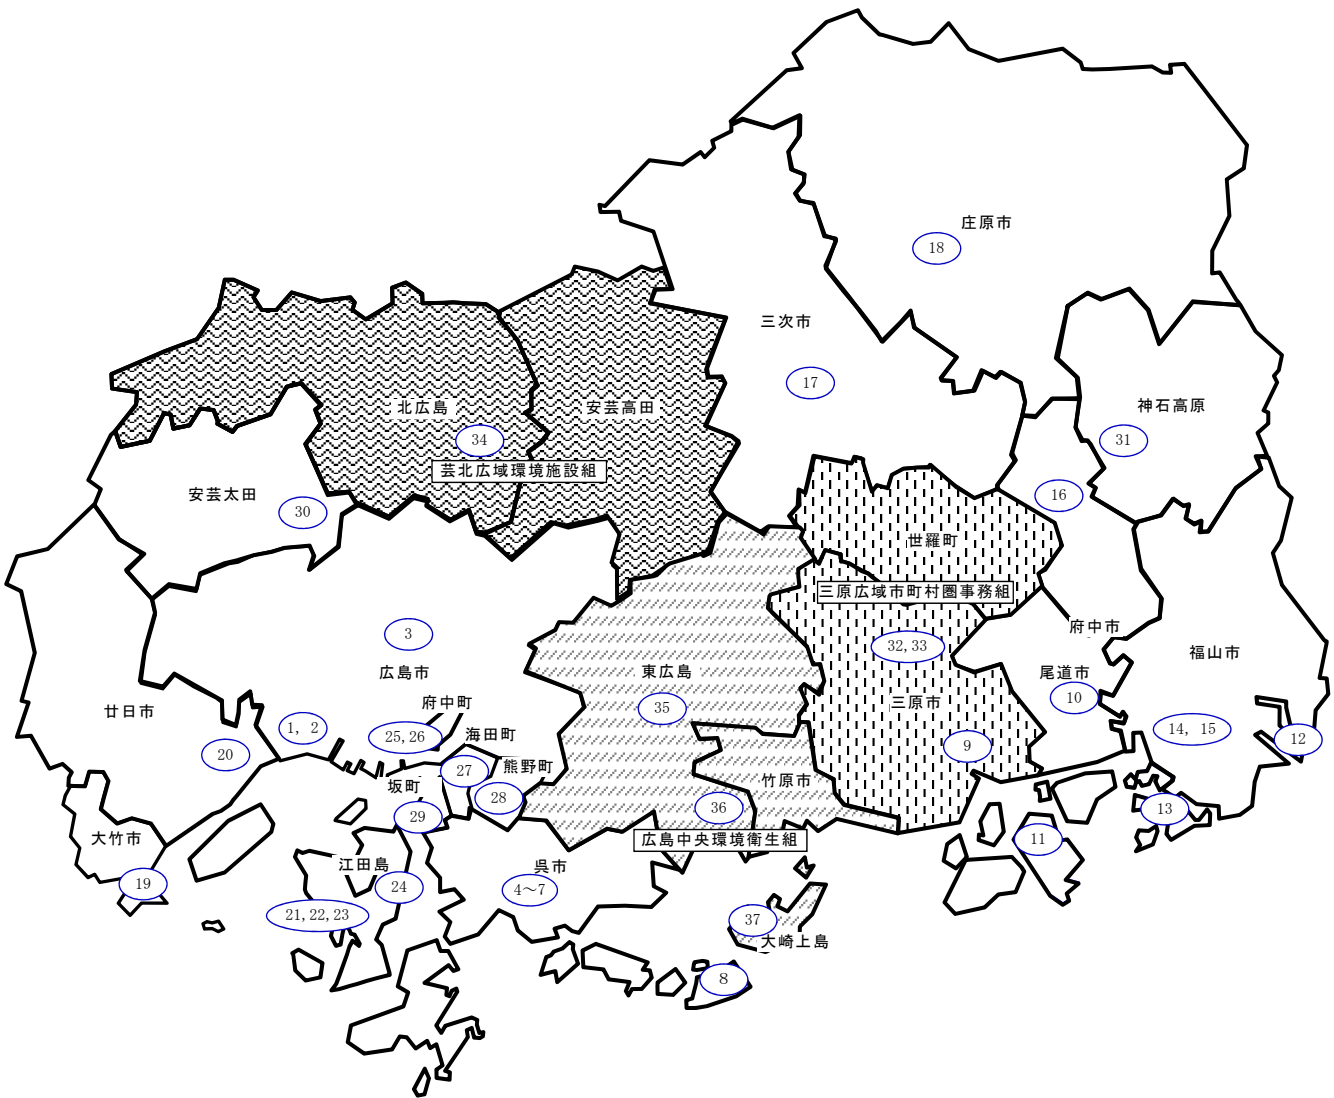 庄原市
18
三次市
17
神石高原
31
北広島
安芸高田
34
芸北広域環境施設組
安芸太田
30
16
世羅町
三原広域市町村圏事務組
府中市
32,33
3
広島市
東広島
35
三原市
尾道市
10
福山市
廿日市
府中町
1, 2
25,26
海田町
20
27
熊野町
9
14, 15
12
坂町
28
竹原市
36
13
29
大竹市
広島中央環境衛生組
11
江田島
呉市
19
24
4～7
21,22,23
37
大崎上島
8